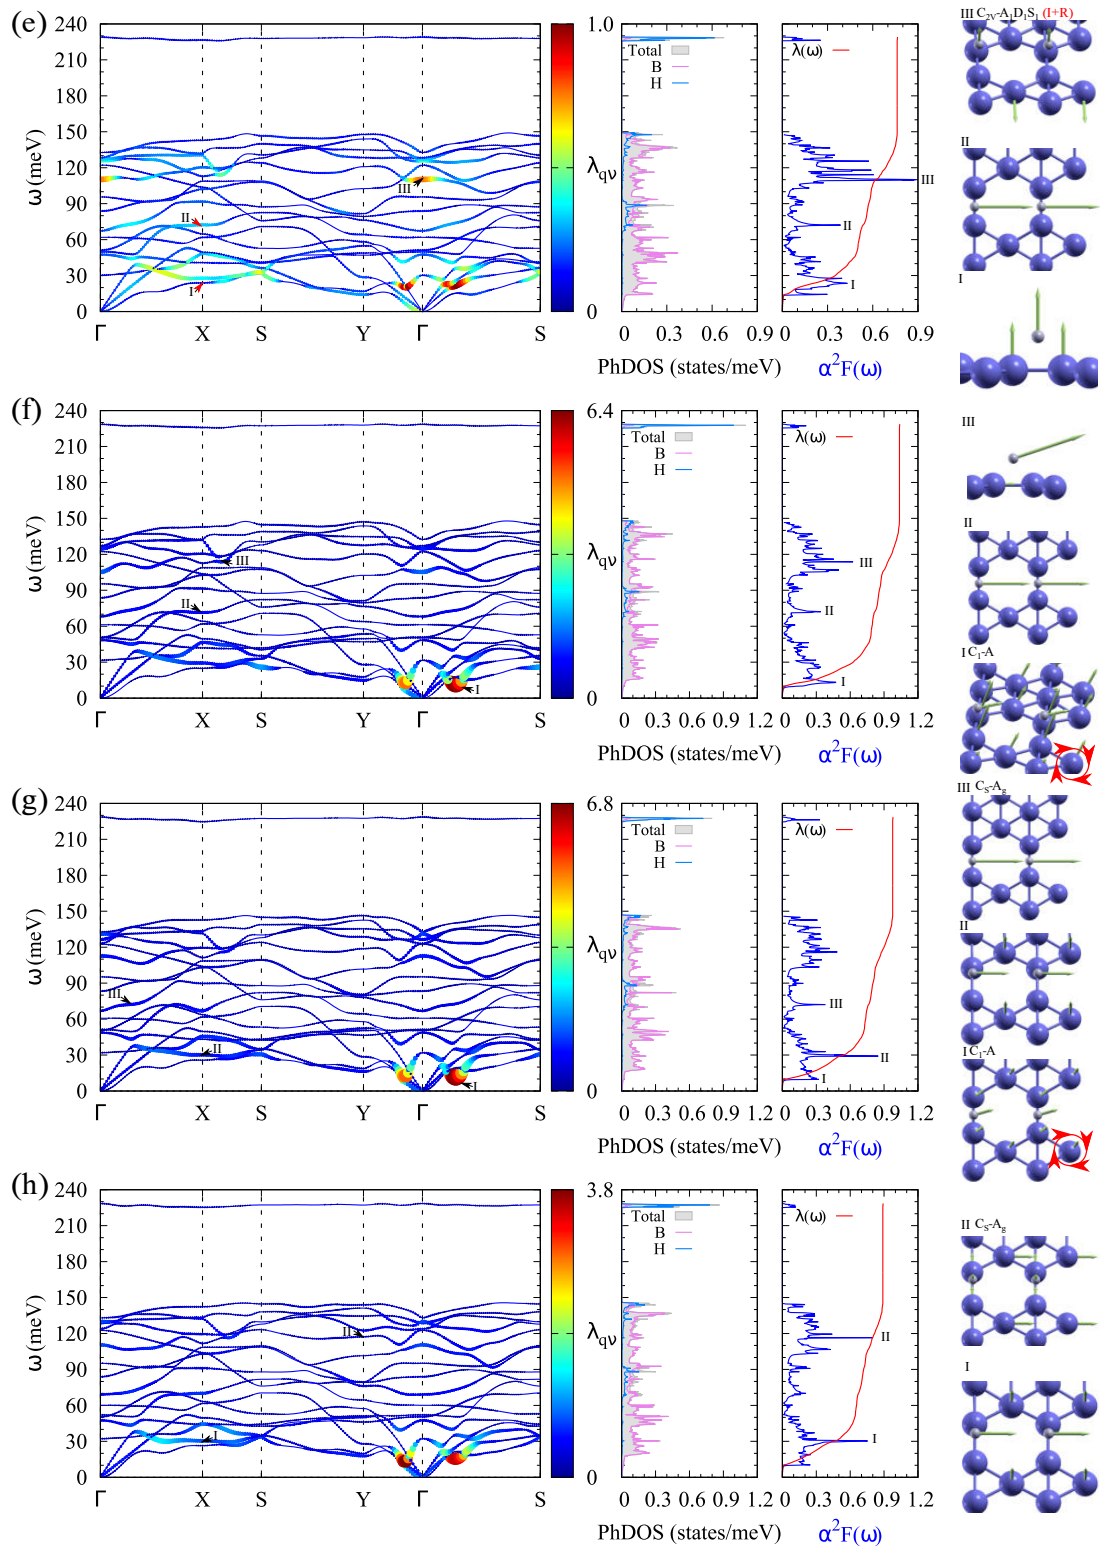 (e)
240
210
180
150
120
90
60
30
0
ω(meV)
Γ X S Y Γ S
I
II
III
1.0
λqν
0
Total
B
H
0 0.3 0.6 0.9
PhDOS (states/meV)
λ(ω)
III
II
I
0 0.3 0.6 0.9
α²F(ω)
III C2V-A1D1S1 (I+R)
II
I
(f)
240
210
180
150
120
90
60
30
0
ω(meV)
Γ X S Y Γ S
III
II
I
6.4
λqν
0
Total
B
H
0 0.3 0.6 0.9 1.2
PhDOS (states/meV)
λ(ω)
III
II
I
0 0.3 0.6 0.9 1.2
α²F(ω)
III
II
I C1-A
(g)
240
210
180
150
120
90
60
30
0
ω(meV)
Γ X S Y Γ S
III
II
I
6.8
λqν
0
Total
B
H
0 0.3 0.6 0.9 1.2
PhDOS (states/meV)
λ(ω)
III
II
I
0 0.3 0.6 0.9 1.2
α²F(ω)
III CS-Ag
II
I C1-A
(h)
240
210
180
150
120
90
60
30
0
ω(meV)
Γ X S Y Γ S
II
I
3.8
λqν
0
Total
B
H
0 0.3 0.6 0.9 1.2
PhDOS (states/meV)
λ(ω)
II
I
0 0.3 0.6 0.9 1.2
α²F(ω)
II CS-Ag
I